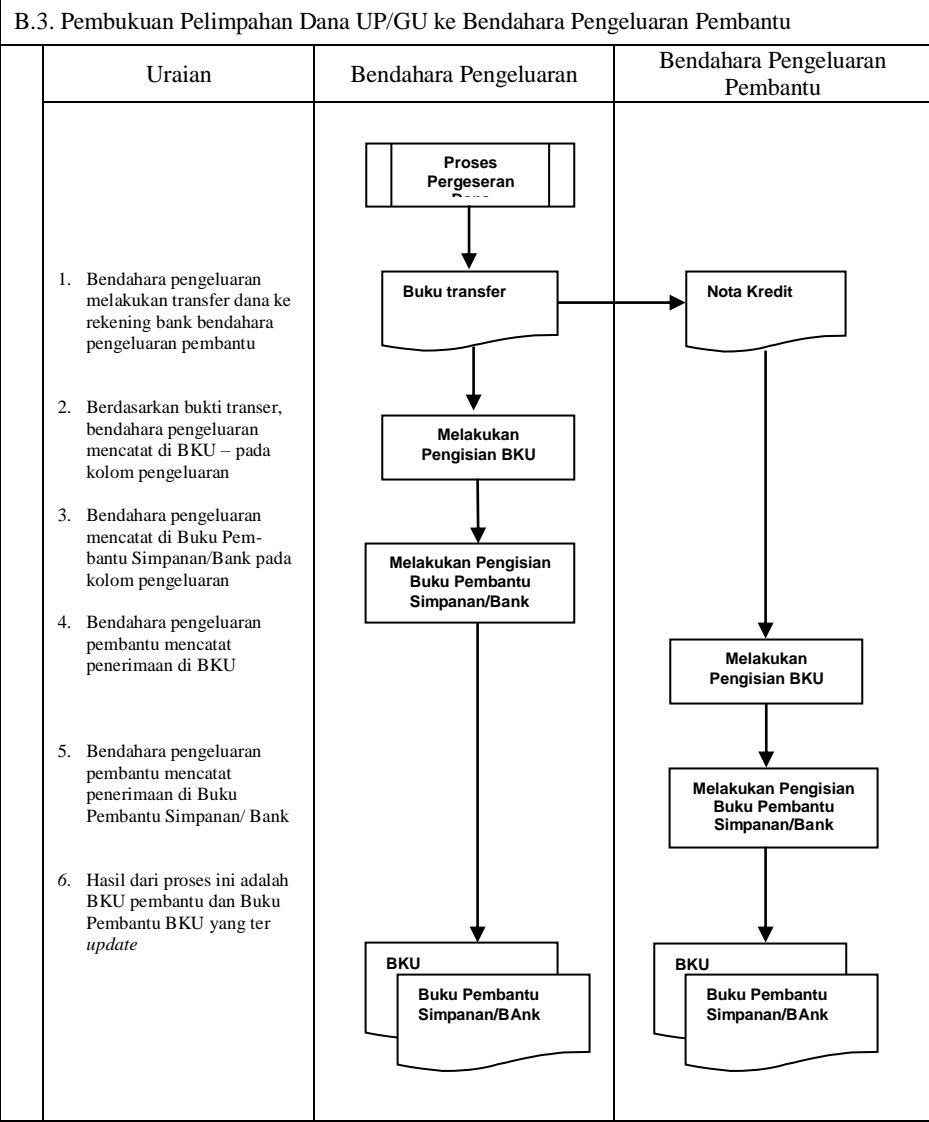 B.3. Pembukuan Pelimpahan Dana UP/GU ke Bendahara Pengeluaran Pembantu
Uraian
Bendahara Pengeluaran
Bendahara Pengeluaran
Pembantu
1. Bendahara pengeluaran
melakukan transfer dana ke
rekening bank bendahara
pengeluaran pembantu
2. Berdasarkan bukti transer,
bendahara pengeluaran
mencatat di BKU – pada
kolom pengeluaran
3. Bendahara pengeluaran
mencatat di Buku Pem-
bantu Simpanan/Bank pada
kolom pengeluaran
4. Bendahara pengeluaran
pembantu mencatat
penerimaan di BKU
5. Bendahara pengeluaran
pembantu mencatat
penerimaan di Buku
Pembantu Simpanan/ Bank
6. Hasil dari proses ini adalah
BKU pembantu dan Buku
Pembantu BKU yang ter
update
Proses
Pergeseran
Buku transfer
Melakukan
Pengisian BKU
Melakukan Pengisian
Buku Pembantu
Simpanan/Bank
BKU
Buku Pembantu
Simpanan/BAnk
Nota Kredit
Melakukan
Pengisian BKU
Melakukan Pengisian
Buku Pembantu
Simpanan/Bank
BKU
Buku Pembantu
Simpanan/BAnk